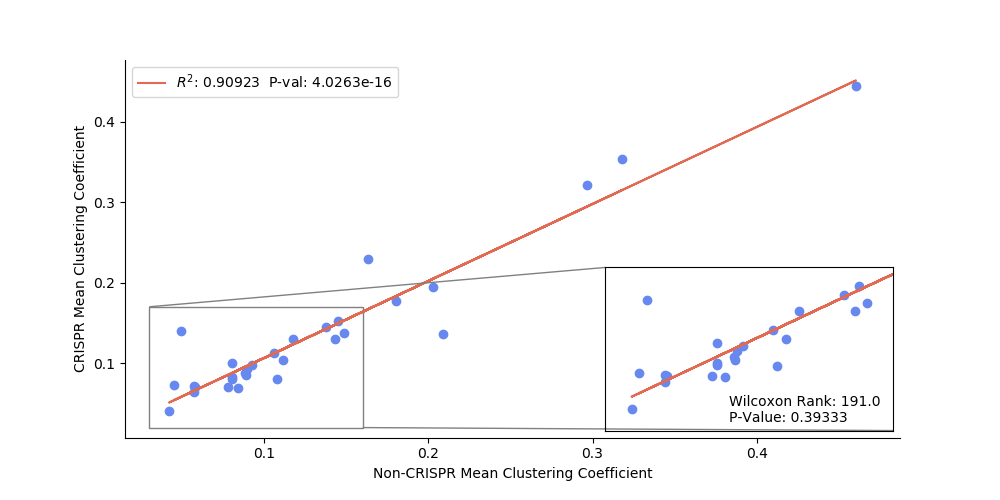 R²: 0.90923 P-val: 4.0263e-16
CRISPR Mean Clustering Coefficient
0.4
0.3
0.2
0.1
Wilcoxon Rank: 191.0
P-Value: 0.39333
0.1 0.2 0.3 0.4
Non-CRISPR Mean Clustering Coefficient